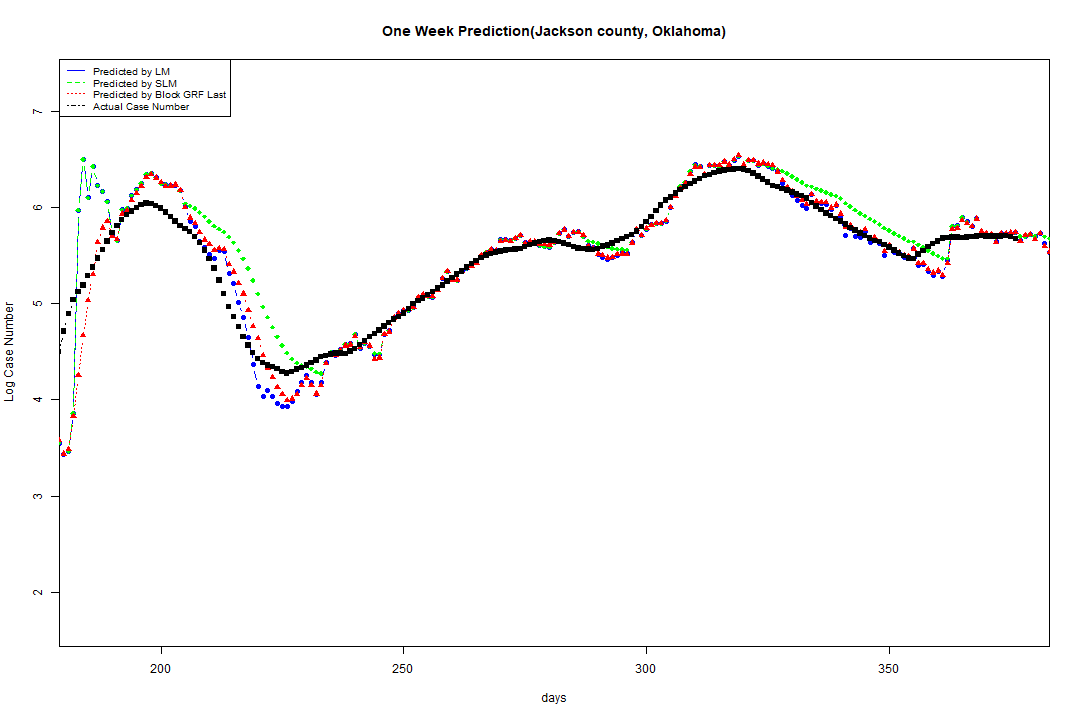 One Week Prediction(Jackson county, Oklahoma)
Predicted by LM
Predicted by SLM
Predicted by Block GRF Last
Actual Case Number
7
6
5
4
3
2
Log Case Number
200
250
300
350
days